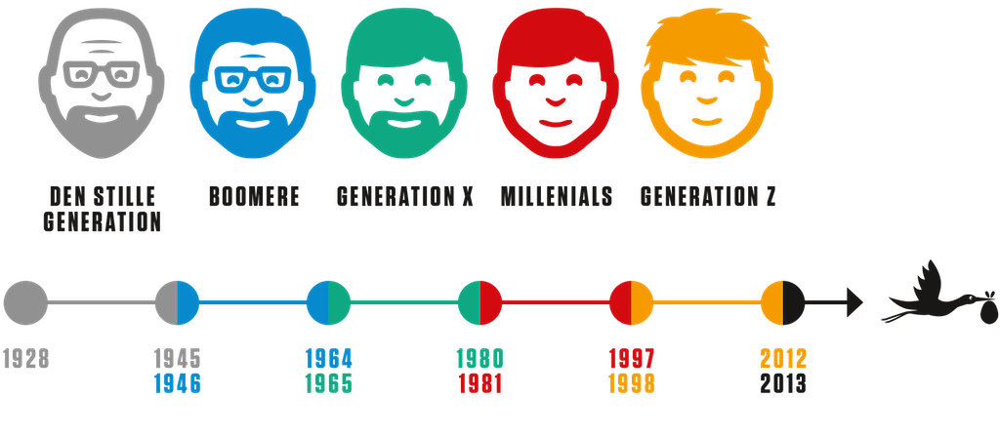 DEN STILLE
GENERATION
BOOMERE
GENERATION X
MILLENIALS
GENERATION Z
1928
1945
1946
1964
1965
1980
1981
1997
1998
2012
2013